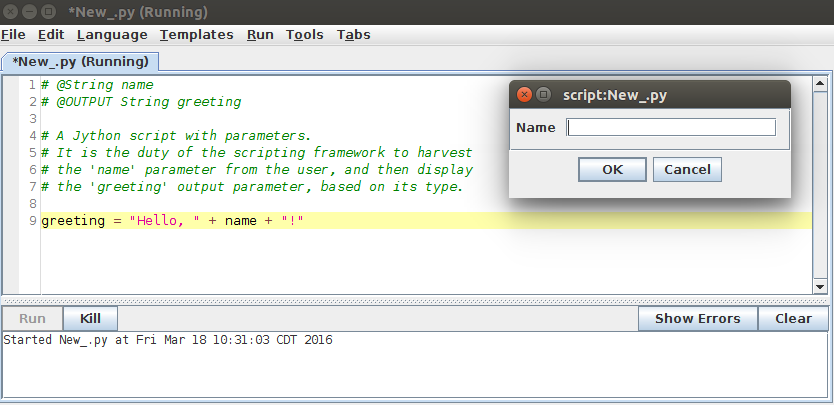 *New_.py (Running)
File Edit Language Templates Run Tools Tabs
*New_.py (Running)
1 # @String name
2 # @OUTPUT String greeting
3
4 # A Jython script with parameters.
5 # It is the duty of the scripting framework to harvest
6 # the 'name' parameter from the user, and then display
7 # the 'greeting' output parameter, based on its type.
8
9 greeting = "Hello, " + name + "!"
script:New_.py
Name
OK Cancel
Run Kill Show Errors Clear
Started New_.py at Fri Mar 18 10:31:03 CDT 2016